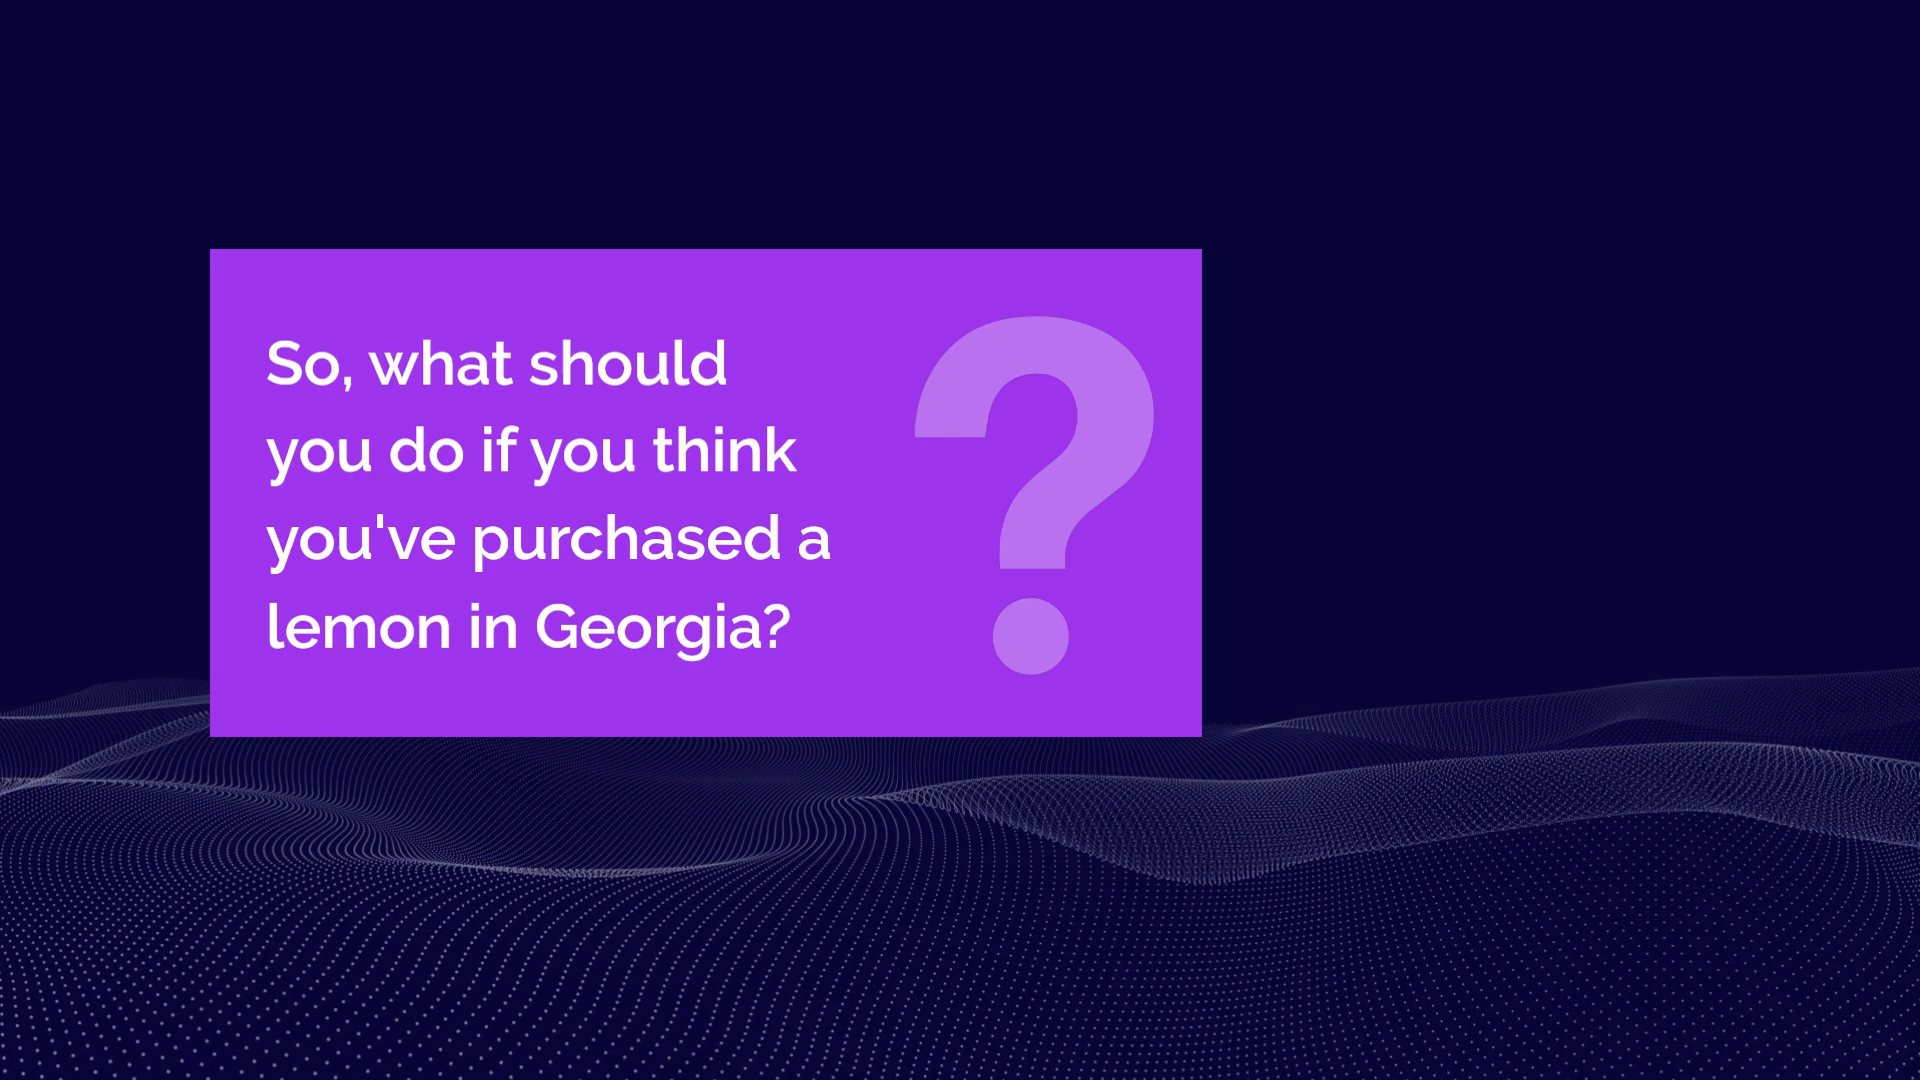 So, what should
you do if you think
you've purchased a
lemon in Georgia?
?